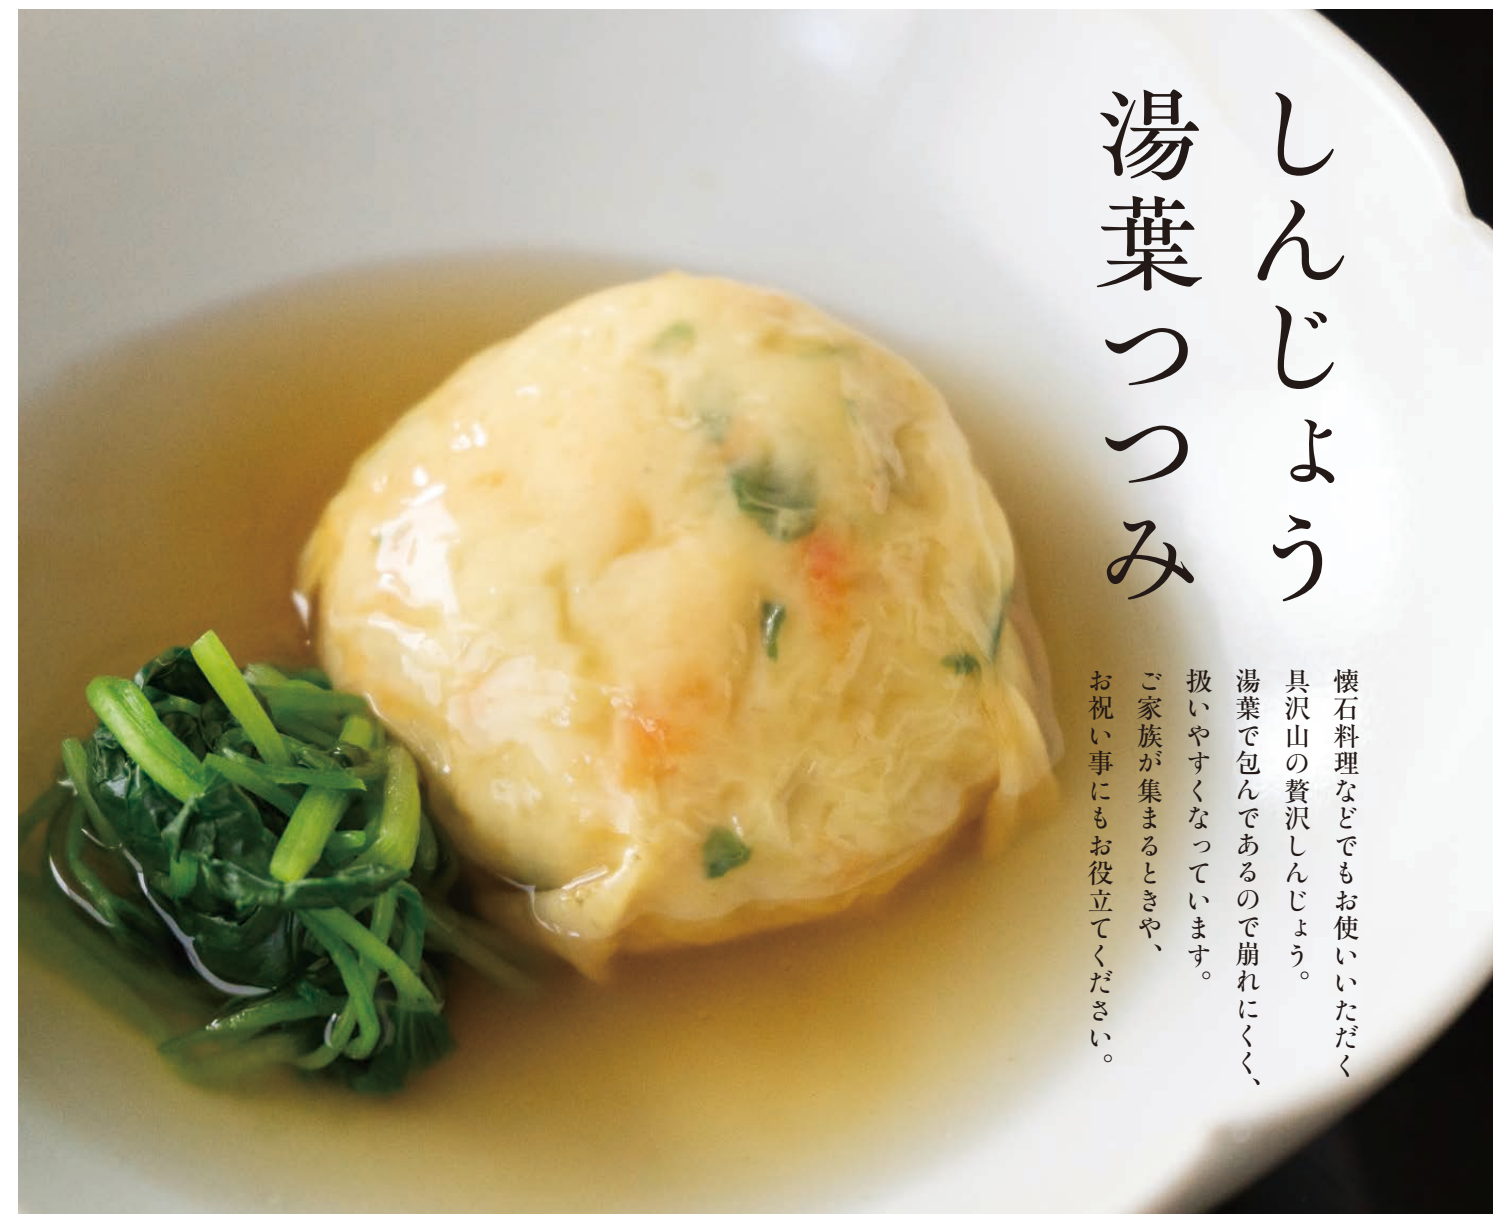 しんじょう
湯葉つつみ
懐石料理などでもお使いいただく
具沢山の贅沢しんじょう。
湯葉で包んであるので崩れにくく、
扱いやすくなっています。
ご家族が集まるときや、
お祝い事にもお役立てください。